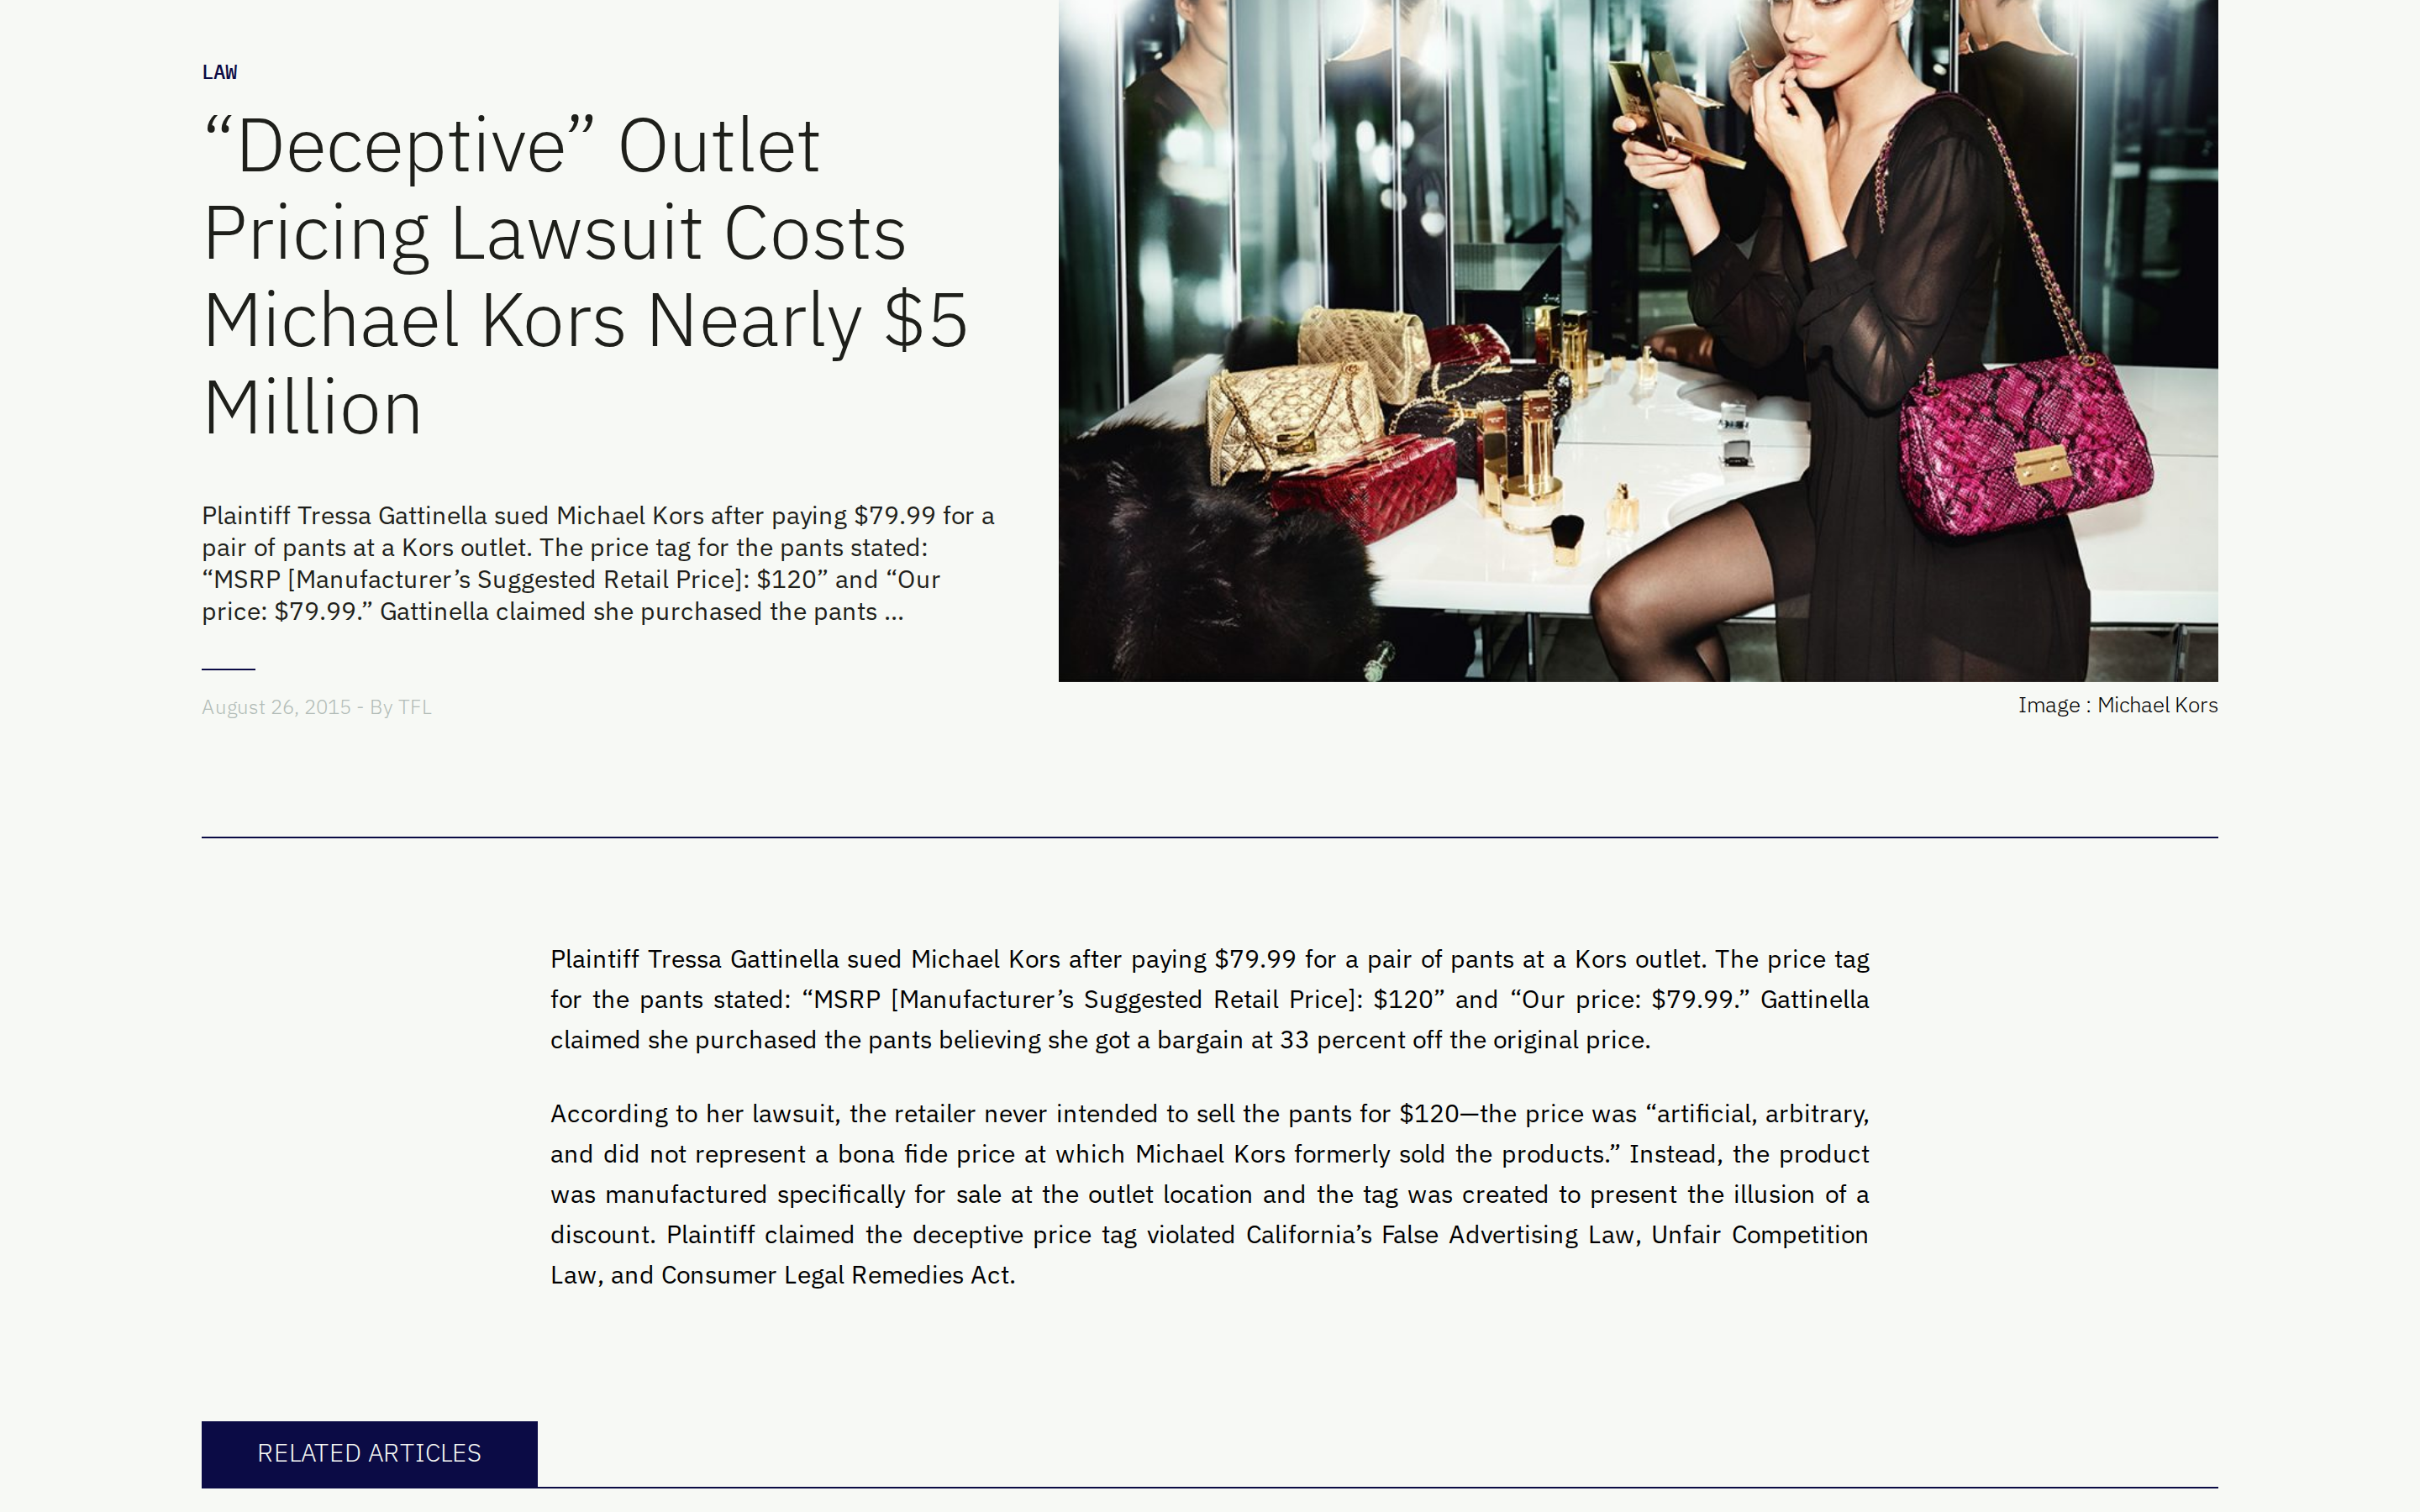 LAW
“Deceptive” Outlet
Pricing Lawsuit Costs
Michael Kors Nearly $5
Million
Plaintiff Tressa Gattinella sued Michael Kors after paying $79.99 for a
pair of pants at a Kors outlet. The price tag for the pants stated:
“MSRP [Manufacturer’s Suggested Retail Price]: $120” and “Our
price: $79.99.” Gattinella claimed she purchased the pants ...
August 26, 2015 - By TFL
Image : Michael Kors
Plaintiff Tressa Gattinella sued Michael Kors after paying $79.99 for a pair of pants at a Kors outlet. The price tag
for the pants stated: “MSRP [Manufacturer’s Suggested Retail Price]: $120” and “Our price: $79.99.” Gattinella
claimed she purchased the pants believing she got a bargain at 33 percent off the original price.
According to her lawsuit, the retailer never intended to sell the pants for $120—the price was “artificial, arbitrary,
and did not represent a bona fide price at which Michael Kors formerly sold the products.” Instead, the product
was manufactured specifically for sale at the outlet location and the tag was created to present the illusion of a
discount. Plaintiff claimed the deceptive price tag violated California’s False Advertising Law, Unfair Competition
Law, and Consumer Legal Remedies Act.
RELATED ARTICLES